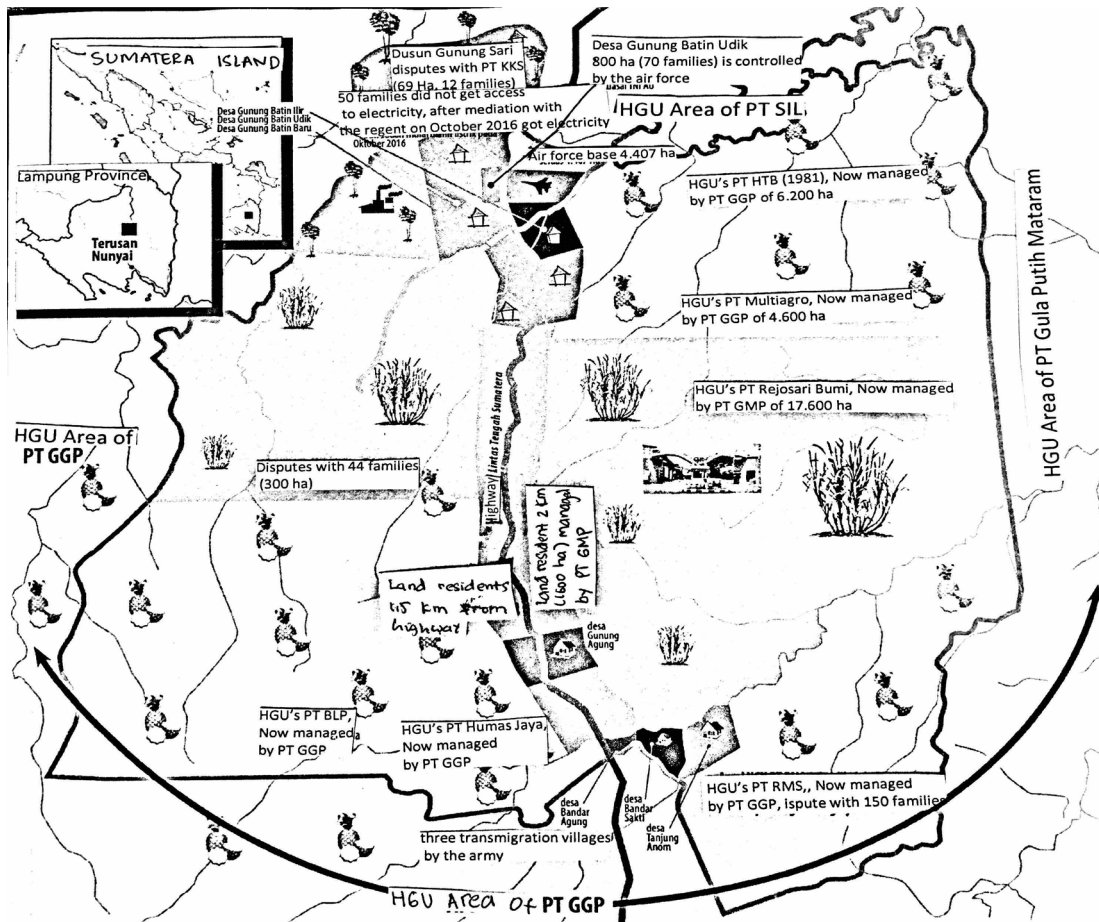 SUMATERA ISLAND
Desa Gunung Batin Ilir
Desa Gunung Batin Udik
Desa Gunung Batin Baru
Lampung Province
Terusan
Nunyai
Dusun Gunung Sari
disputes with PT KKS
(69 Ha, 12 families)
50 families did not get access
to electricity, after mediation with
the regent on October 2016 got electricity
Oktober 2016
Desa Gunung Batin Udik
800 ha (70 families) is controlled
by the air force
HGU Area of PT SIL
Air force base 4.407 ha
HGU's PT HTB (1981), Now managed
by PT GGP of 6.200 ha
HGU's PT Multiagro, Now managed
by PT GGP of 4.600 ha
HGU Area of PT Gula Putih Mataram
HGU's PT Rejosari Bumi, Now managed
by PT GMP of 17.600 ha
HGU Area of
PT GGP
Disputes with 44 families
(300 ha)
Highway Lintas Tengah Sumatera
Land resident 2 km
(1600 ha) managed
by PT GMP
Land residents
1.5 km from
highway
desa
Gunung
Agung
HGU's PT BLP,
Now managed
by PT GGP
HGU's PT Humas Jaya,
Now managed
by PT GGP
HGU's PT RMS,, Now managed
by PT GGP, ispute with 150 families
desa
Bandar
Agung
desa
Bandar
Sakti
desa
Tanjung
Anom
three transmigration villages
by the army
HGU Area of PT GGP